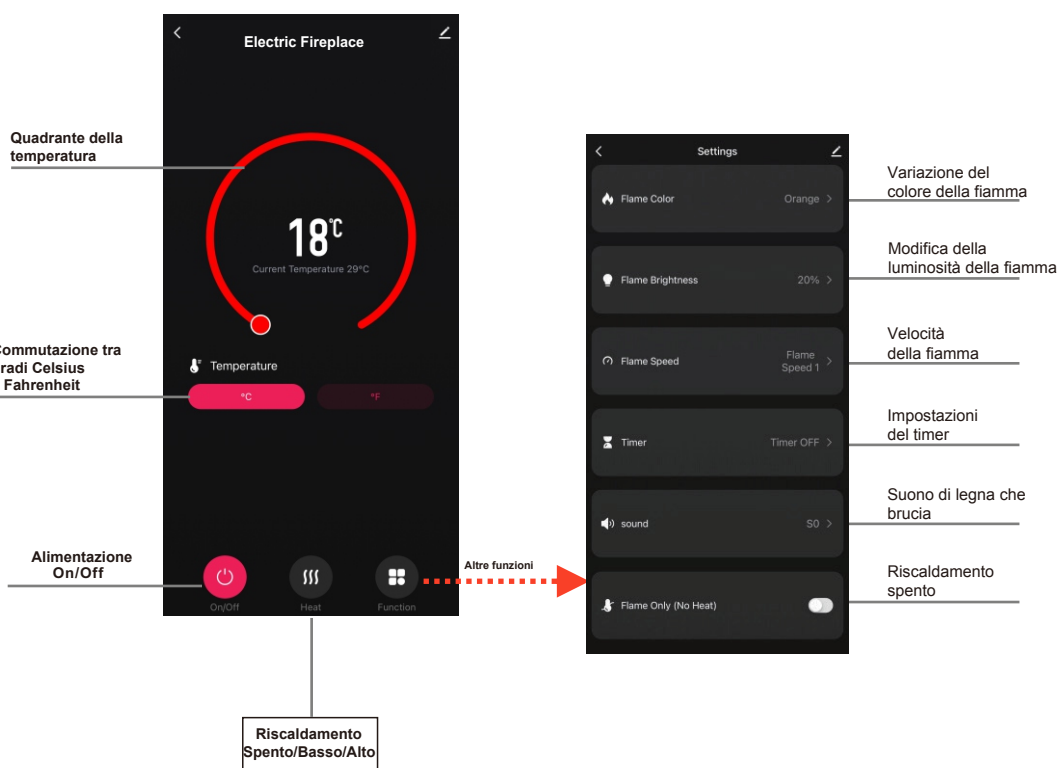 Electric Fireplace
Quadrante della
temperatura
18°C
Current Temperature 29°C
Temperature
°C
°F
Commutazione tra
radi Celsius
Fahrenheit
Alimentazione
On/Off
On/Off
Heat
Function
Altre funzioni
Riscaldamento
Spento/Basso/Alto
Settings
Flame Color
Orange
Variazione del
colore della fiamma
Flame Brightness
20%
Modifica della
luminosità della fiamma
Flame Speed
Flame
Speed 1
Velocità
della fiamma
Timer
Timer OFF
Impostazioni
del timer
sound
S0
Suono di legna che
brucia
Flame Only (No Heat)
Riscaldamento
spento